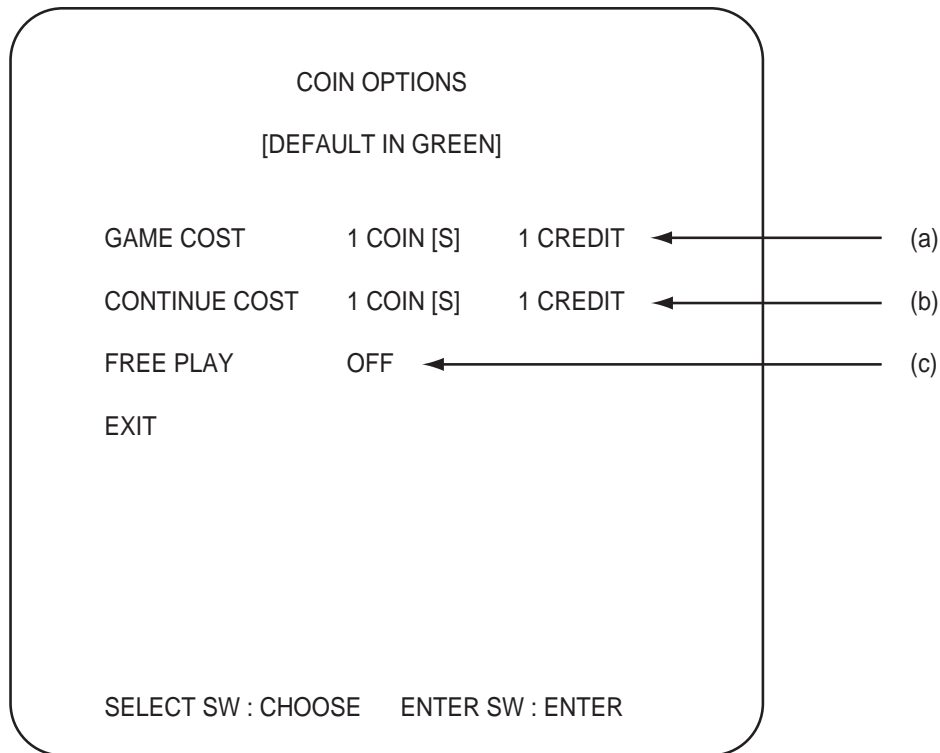 COIN OPTIONS
[DEFAULT IN GREEN]
GAME COST 1 COIN [S] 1 CREDIT (a)
CONTINUE COST 1 COIN [S] 1 CREDIT (b)
FREE PLAY OFF (c)
EXIT
SELECT SW : CHOOSE ENTER SW : ENTER